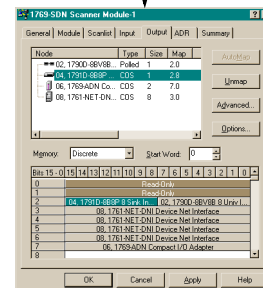 1769-SDN Scanner Module-1
General Module Scanlist Input Output ADR Summary
Node Type Size Map
02, 1790D-8BV8B... Polled 1 2.0
04, 1791D-8B8P ... COS 1 2.8
06, 1769-ADN Co... COS 2 7.0
08, 1761-NET-DN... COS 8 3.0
AutoMap
Unmap
Advanced...
Options...
Memory: Discrete Start Word: 0
Bits 15 - 0 15 14 13 12 11 10 9 8 7 6 5 4 3 2 1 0
0 Read-Only
1 Read-Only
2 04, 1791D-8B8P 8 Sink In... 02, 1790D-8BV8B 8 Univ I...
3 08, 1761-NET-DNI Device Net Interface
4 08, 1761-NET-DNI Device Net Interface
5 08, 1761-NET-DNI Device Net Interface
6 08, 1761-NET-DNI Device Net Interface
7 06, 1769-ADN Compact I/O Adapter
8
OK Cancel Apply Help